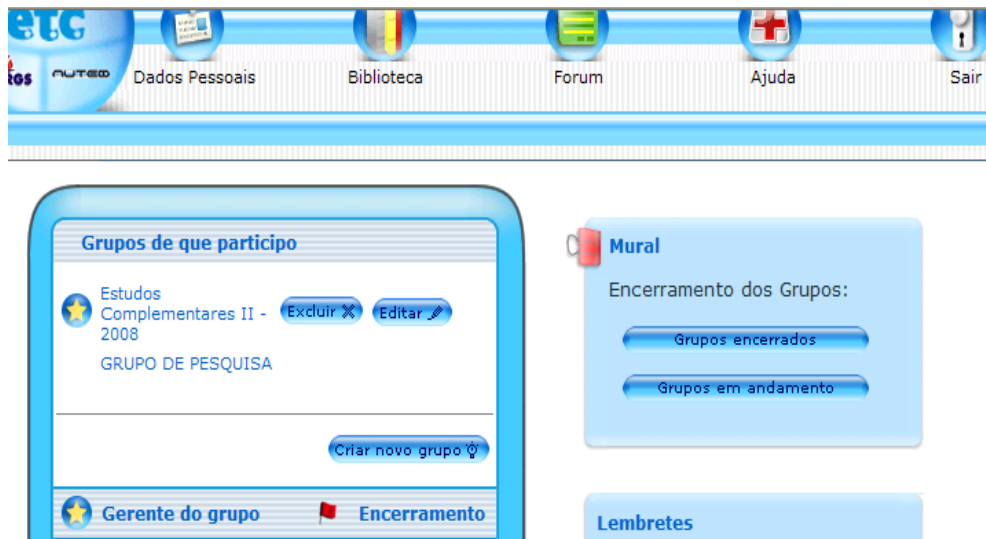 etc
RGS
NUTED
Dados Pessoais
Biblioteca
Forum
Ajuda
Sair
Grupos de que participo
Estudos
Complementares II -
2008
Excluir
Editar
GRUPO DE PESQUISA
Criar novo grupo
Gerente do grupo
Encerramento
Mural
Encerramento dos Grupos:
Grupos encerrados
Grupos em andamento
Lembretes